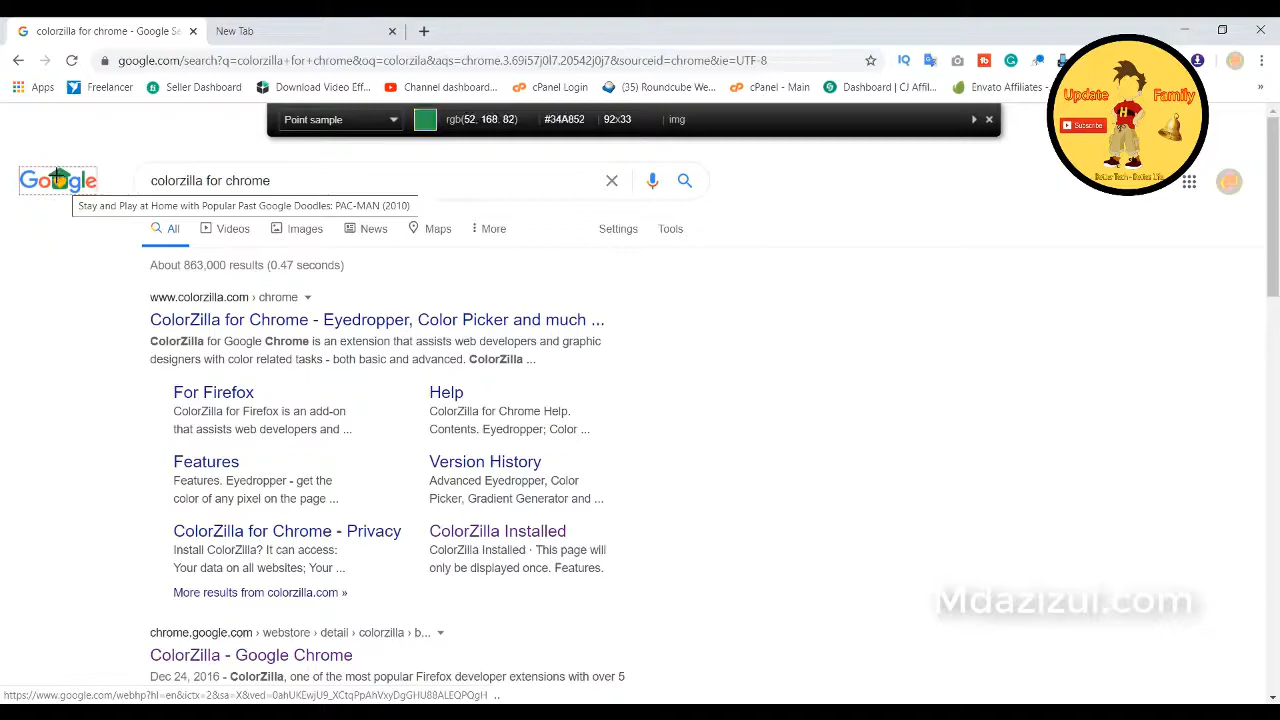 colorzilla for chrome - Google Se
New Tab
google.com/search?q=colorzilla+for+chrome&oq=colorzila&aqs=chrome.3.69i57j0l7.20542j0j7&sourceid=chrome&ie=UTF-8
Apps
Freelancer
Seller Dashboard
Download Video Eff...
Channel dashboard...
cPanel Login
(35) Roundcube We...
cPanel - Main
Dashboard | CJ Affil...
Envato Affiliates -
Update Family
Subscribe
Better Tech - Better Life
Point sample
rgb(52, 168, 82)
#34A852
92x33
img
Google
colorzilla for chrome
Stay and Play at Home with Popular Past Google Doodles: PAC-MAN (2010)
All
Videos
Images
News
Maps
More
Settings
Tools
About 863,000 results (0.47 seconds)
www.colorzilla.com › chrome
ColorZilla for Chrome - Eyedropper, Color Picker and much ...
ColorZilla for Google Chrome is an extension that assists web developers and graphic
designers with color related tasks - both basic and advanced. ColorZilla ...
For Firefox
ColorZilla for Firefox is an add-on
that assists web developers and ...
Help
ColorZilla for Chrome Help.
Contents. Eyedropper; Color ...
Features
Features. Eyedropper - get the
color of any pixel on the page ...
Version History
Advanced Eyedropper, Color
Picker, Gradient Generator and ...
ColorZilla for Chrome - Privacy
Install ColorZilla? It can access:
Your data on all websites; Your ...
ColorZilla Installed
ColorZilla Installed · This page will
only be displayed once. Features.
More results from colorzilla.com »
Mdazizul.com
chrome.google.com › webstore › detail › colorzilla › b...
ColorZilla - Google Chrome
Dec 24, 2016 - ColorZilla, one of the most popular Firefox developer extensions with over 5